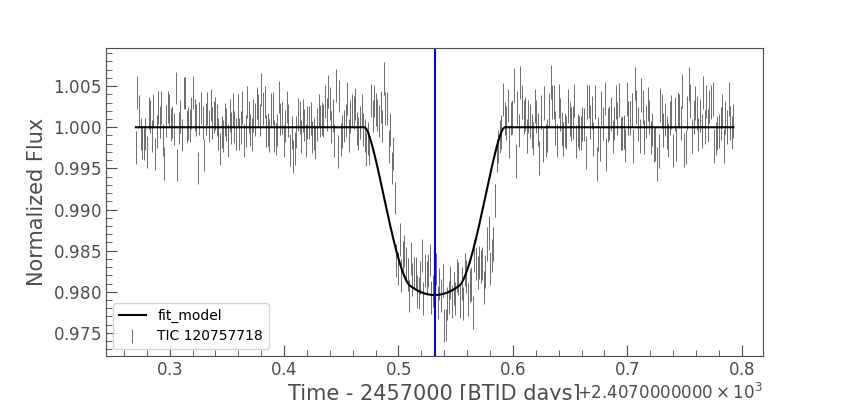 Normalized Flux
1.005
1.000
0.995
0.990
0.985
0.980
0.975
fit_model
TIC 120757718
0.3 0.4 0.5 0.6 0.7 0.8
Time - 2457000 [BTJD days]
+2.4070000000 × 10³